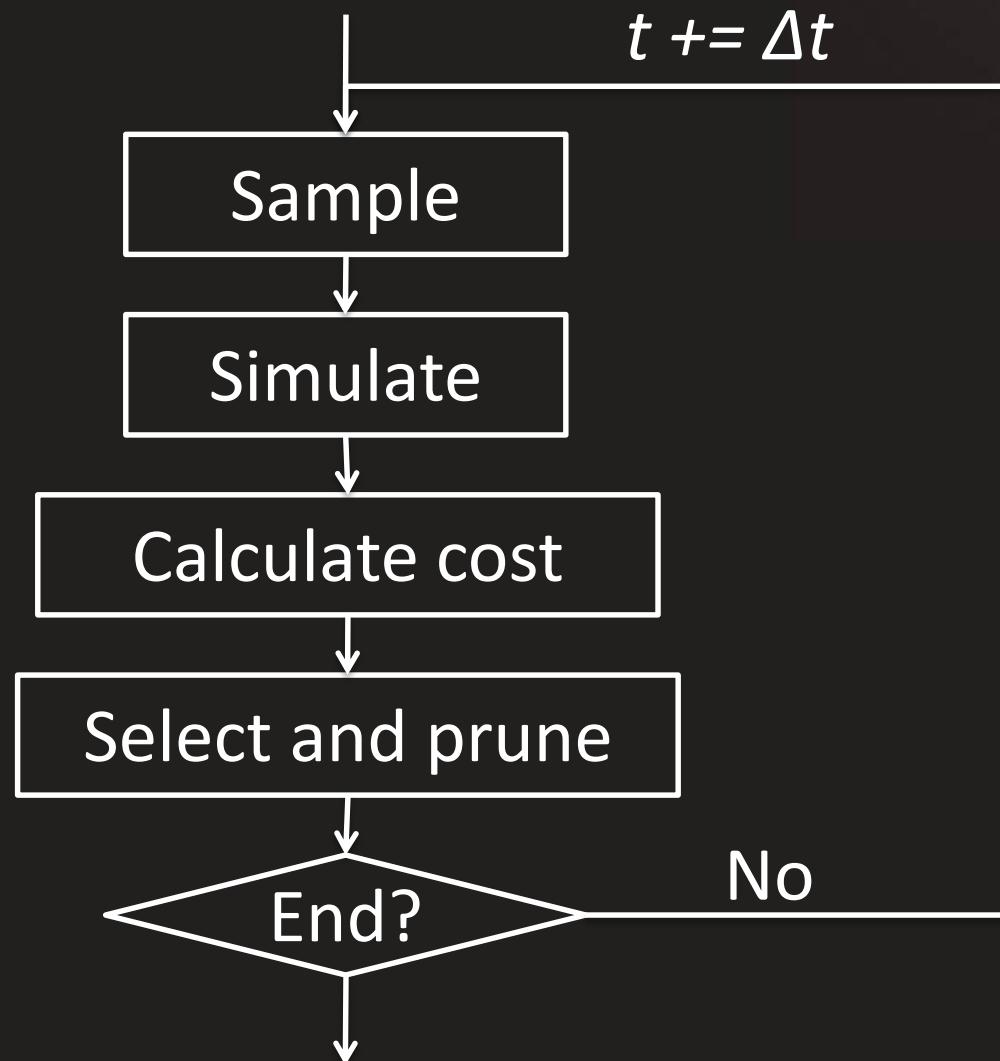 t += Δt
Sample
Simulate
Calculate cost
Select and prune
No
End?